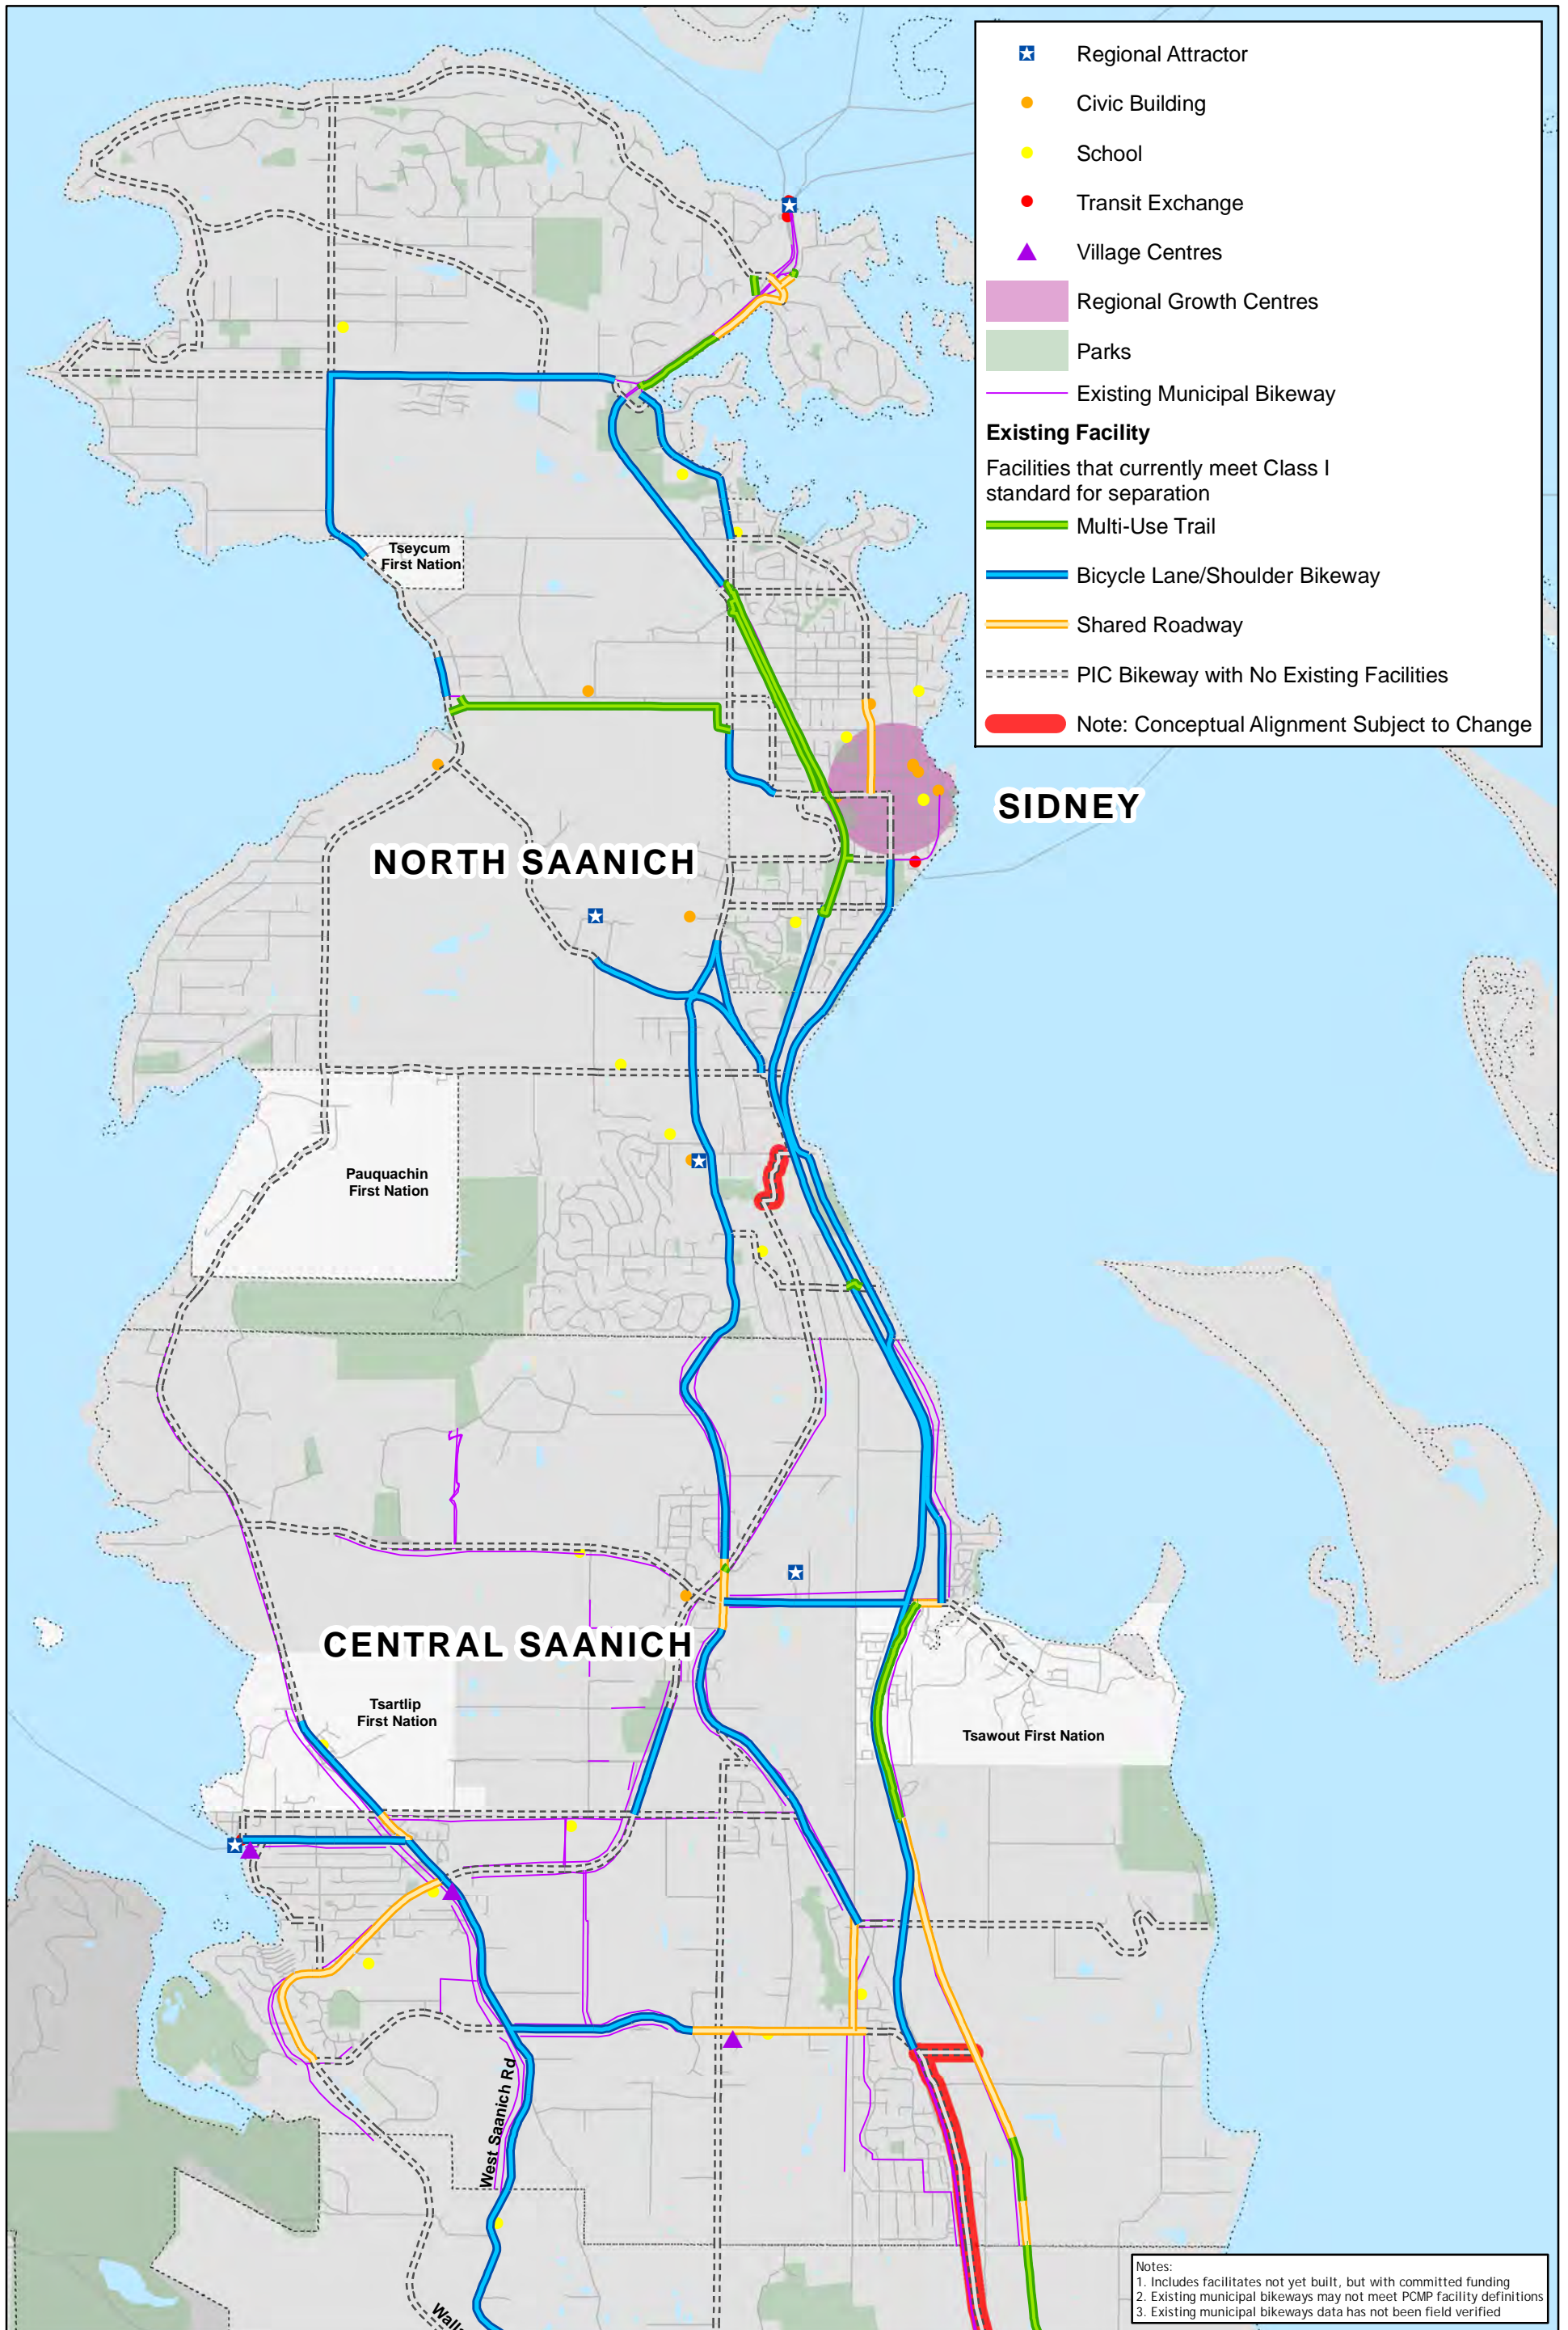 Regional Attractor
Civic Building
School
Transit Exchange
Village Centres
Regional Growth Centres
Parks
Existing Municipal Bikeway
Existing Facility
Facilities that currently meet Class I
standard for separation
Multi-Use Trail
Bicycle Lane/Shoulder Bikeway
Shared Roadway
PIC Bikeway with No Existing Facilities
Note: Conceptual Alignment Subject to Change
Tseycum
First Nation
SIDNEY
NORTH SAANICH
Pauquachin
First Nation
CENTRAL SAANICH
Tsartlip
First Nation
Tsawout First Nation
West Saanich Rd
Notes:
1. Includes facilitates not yet built, but with committed funding
2. Existing municipal bikeways may not meet PCMP facility definitions
3. Existing municipal bikeways data has not been field verified